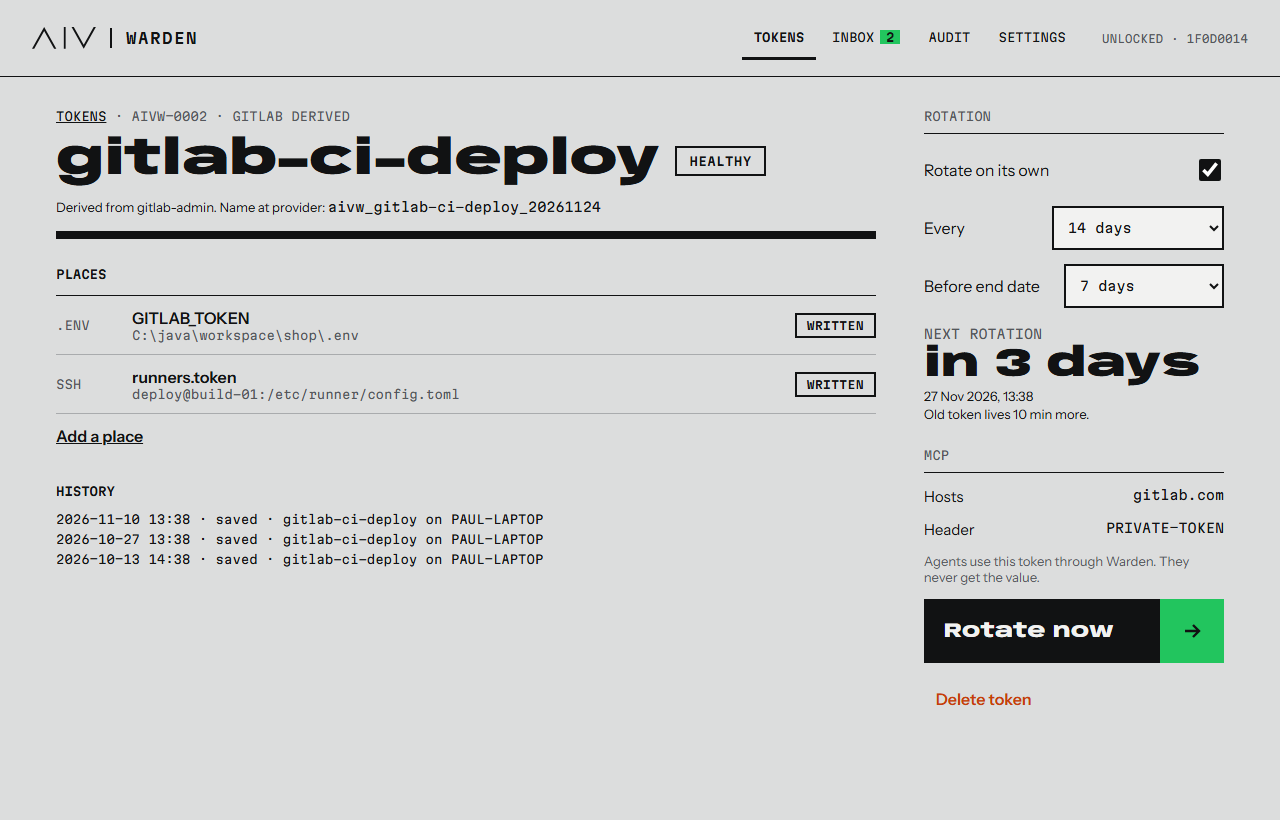 AIV | WARDEN
TOKENS
INBOX 2
AUDIT
SETTINGS
UNLOCKED · 1F0D0014
TOKENS · AIVW-0002 · GITLAB DERIVED
gitlab-ci-deploy
HEALTHY
Derived from gitlab-admin. Name at provider: aivw_gitlab-ci-deploy_20261124
PLACES
.ENV
GITLAB_TOKEN
C:\java\workspace\shop\.env
WRITTEN
SSH
runners.token
deploy@build-01:/etc/runner/config.toml
WRITTEN
Add a place
HISTORY
2026-11-10 13:38 · saved · gitlab-ci-deploy on PAUL-LAPTOP
2026-10-27 13:38 · saved · gitlab-ci-deploy on PAUL-LAPTOP
2026-10-13 14:38 · saved · gitlab-ci-deploy on PAUL-LAPTOP
ROTATION
Rotate on its own
Every
14 days
Before end date
7 days
NEXT ROTATION
in 3 days
27 Nov 2026, 13:38
Old token lives 10 min more.
MCP
Hosts
gitlab.com
Header
PRIVATE-TOKEN
Agents use this token through Warden. They
never get the value.
Rotate now →
Delete token